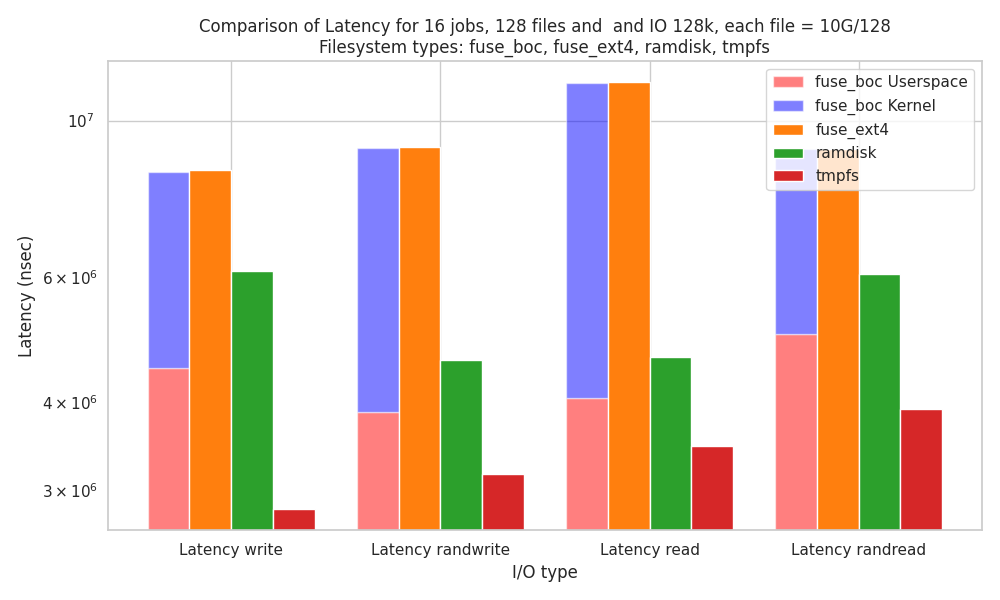 Comparison of Latency for 16 jobs, 128 files and  and IO 128k, each file = 10G/128
Filesystem types: fuse_boc, fuse_ext4, ramdisk, tmpfs
fuse_boc Userspace
fuse_boc Kernel
fuse_ext4
ramdisk
tmpfs
Latency (nsec)
10⁷
6 × 10⁶
4 × 10⁶
3 × 10⁶
Latency write
Latency randwrite
Latency read
Latency randread
I/O type